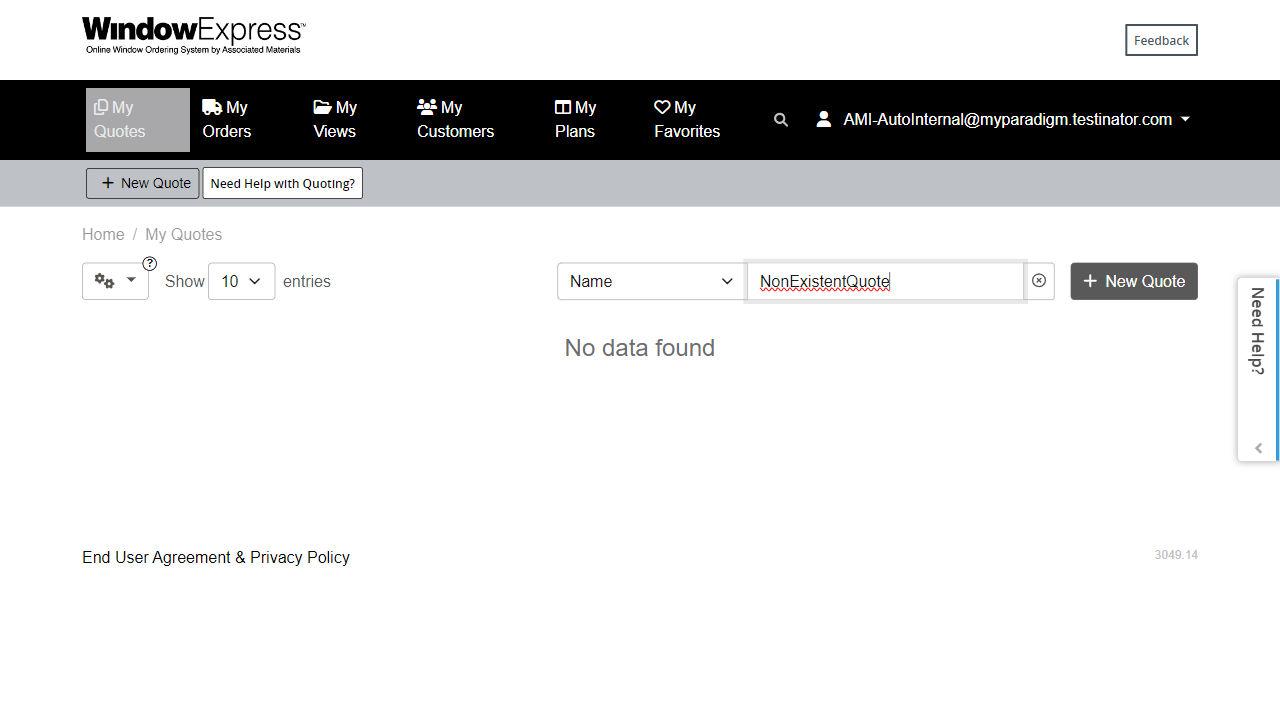 WindowExpress™
Online Window Ordering System by Associated Materials
Feedback
My Quotes
My Orders
My Views
My Customers
My Plans
My Favorites
AMI-AutoInternal@myparadigm.testinator.com
+ New Quote
Need Help with Quoting?
Home / My Quotes
?
Show 10 entries
Name
NonExistentQuote
+ New Quote
No data found
Need Help?
End User Agreement & Privacy Policy
3049.14